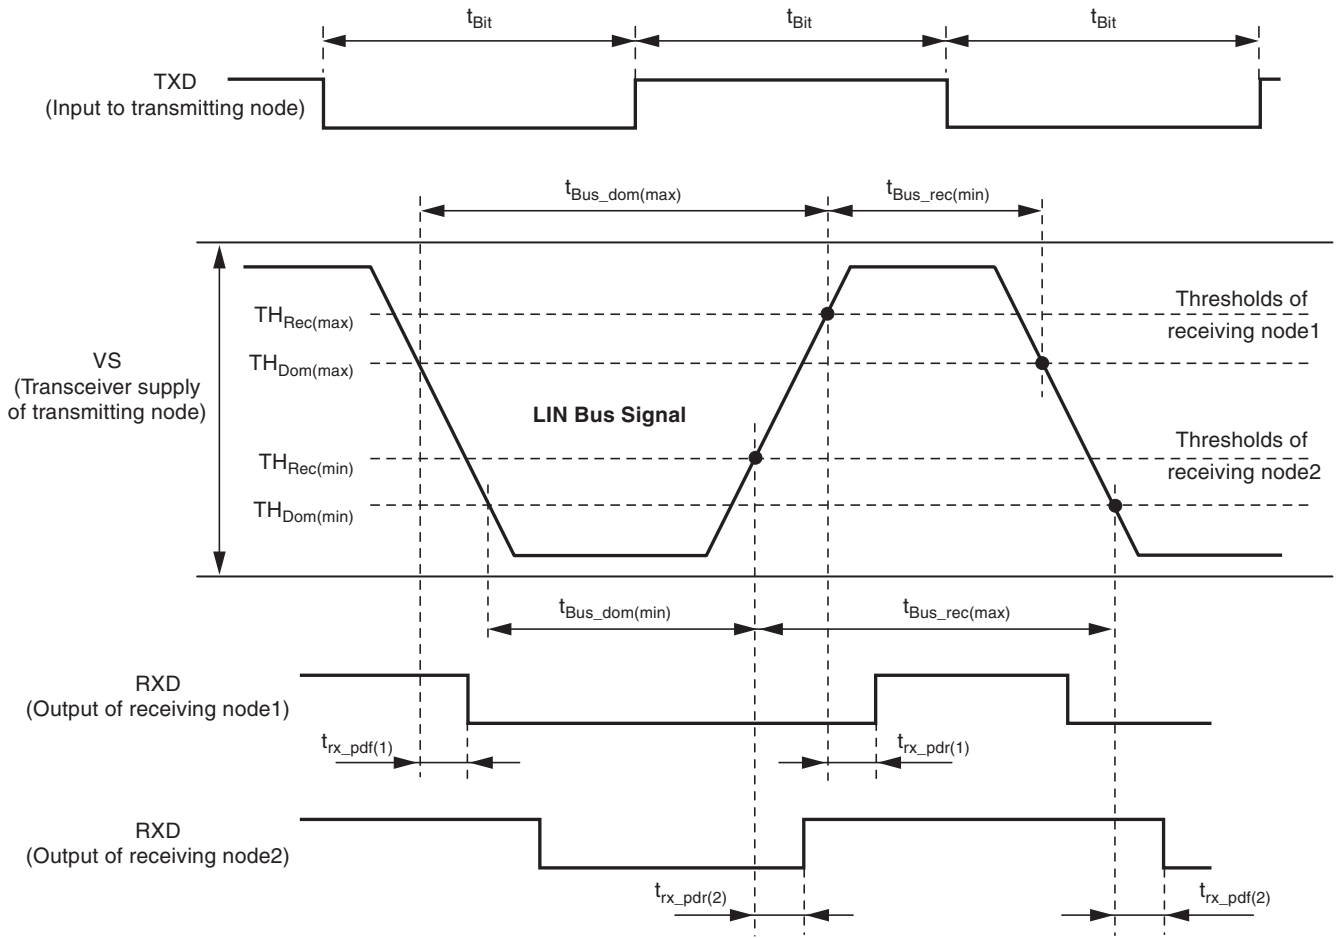 tBit tBit tBit
TXD
(Input to transmitting node)
tBus_dom(max) tBus_rec(min)
THRec(max)
Thresholds of
receiving node1
THDom(max)
VS
(Transceiver supply
of transmitting node)
LIN Bus Signal
THRec(min)
Thresholds of
receiving node2
THDom(min)
tBus_dom(min) tBus_rec(max)
RXD
(Output of receiving node1)
trx_pdf(1) trx_pdr(1)
RXD
(Output of receiving node2)
trx_pdr(2) trx_pdf(2)